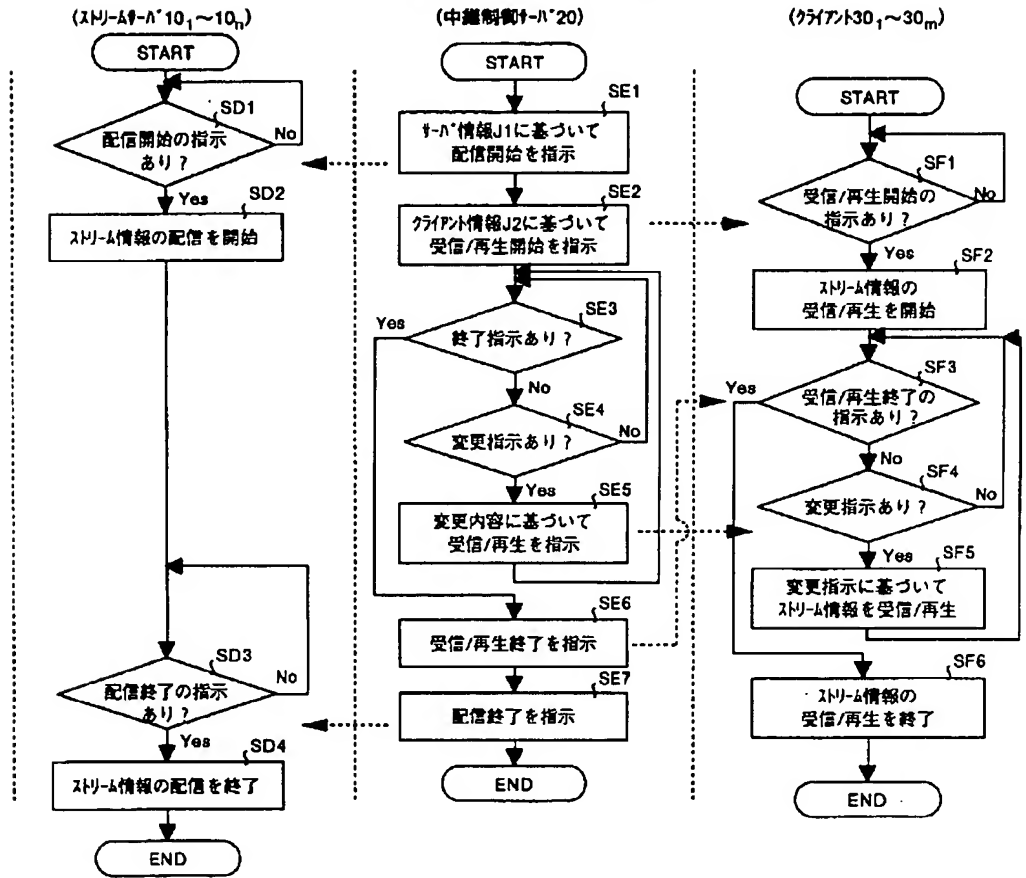 (ｽﾄﾘｰﾑｻｰﾊﾞ10₁～10ₙ)
START
SD1
配信開始の指示
あり？
No
Yes
SD2
ｽﾄﾘｰﾑ情報の配信を開始
SD3
配信終了の指示
あり？
No
Yes
SD4
ｽﾄﾘｰﾑ情報の配信を終了
END
(中継制御ｻｰﾊﾞ20)
START
SE1
ｻｰﾊﾞ情報J1に基づいて
配信開始を指示
SE2
ｸﾗｲｱﾝﾄ情報J2に基づいて
受信/再生開始を指示
SE3
Yes
終了指示あり？
No
SE4
変更指示あり？
No
Yes
SE5
変更内容に基づいて
受信/再生を指示
SE6
受信/再生終了を指示
SE7
配信終了を指示
END
(ｸﾗｲｱﾝﾄ30₁～30ₘ)
START
SF1
受信/再生開始の
指示あり？
No
Yes
SF2
ｽﾄﾘｰﾑ情報の
受信/再生を開始
SF3
Yes
受信/再生終了の
指示あり？
No
SF4
変更指示あり？
No
Yes
SF5
変更指示に基づいて
ｽﾄﾘｰﾑ情報を受信/再生
SF6
ｽﾄﾘｰﾑ情報の
受信/再生を終了
END